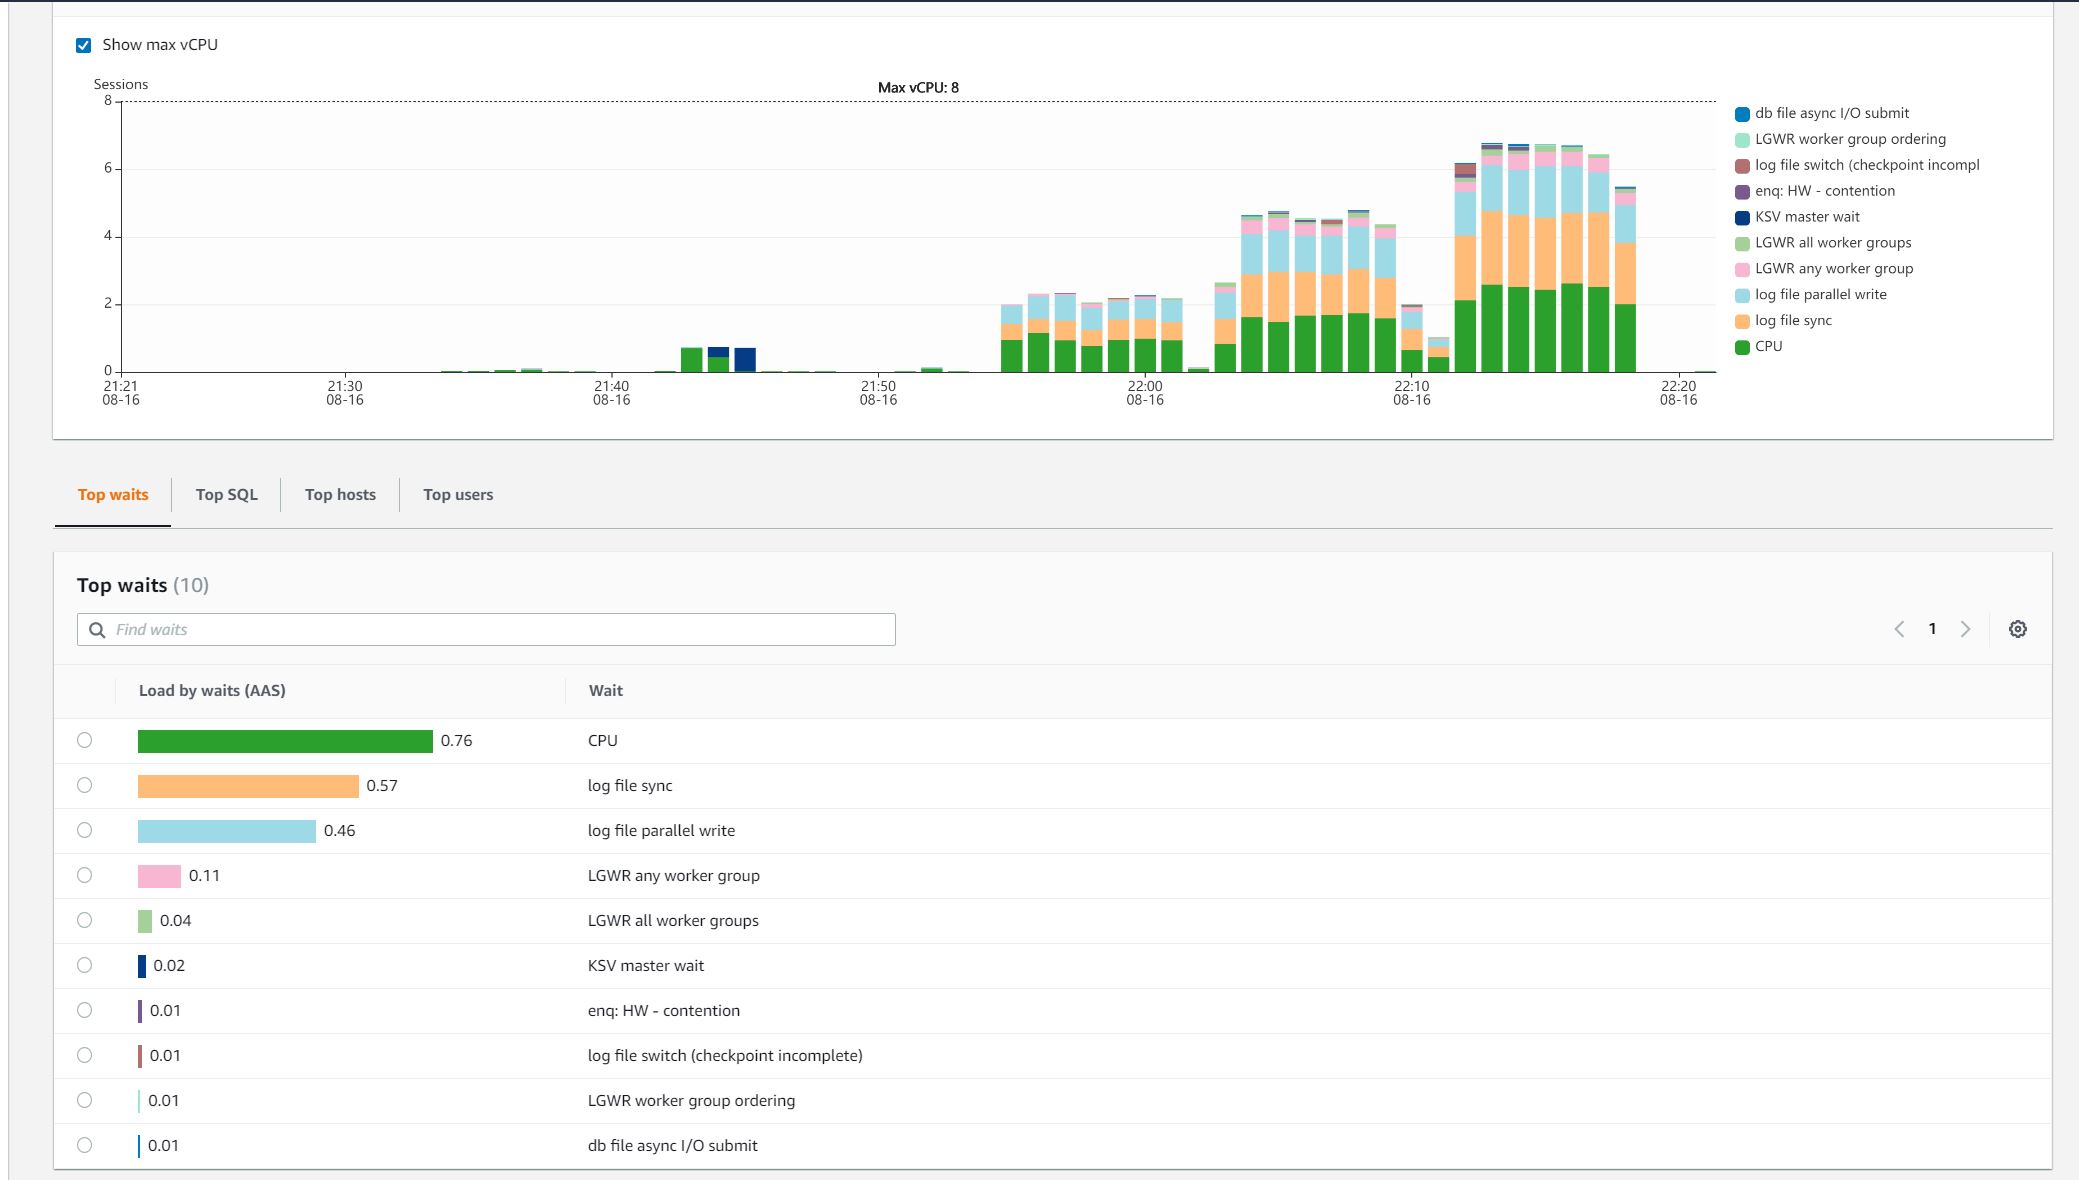 Show max vCPU
Sessions
Max vCPU: 8
8
6
4
2
0
21:21 21:30 21:40 21:50 22:00 22:10 22:20
08-16 08-16 08-16 08-16 08-16 08-16 08-16
db file async I/O submit
LGWR worker group ordering
log file switch (checkpoint incompl
enq: HW - contention
KSV master wait
LGWR all worker groups
LGWR any worker group
log file parallel write
log file sync
CPU
Top waits Top SQL Top hosts Top users
Top waits (10)
Find waits
1
Load by waits (AAS) Wait
0.76 CPU
0.57 log file sync
0.46 log file parallel write
0.11 LGWR any worker group
0.04 LGWR all worker groups
0.02 KSV master wait
0.01 enq: HW - contention
0.01 log file switch (checkpoint incomplete)
0.01 LGWR worker group ordering
0.01 db file async I/O submit